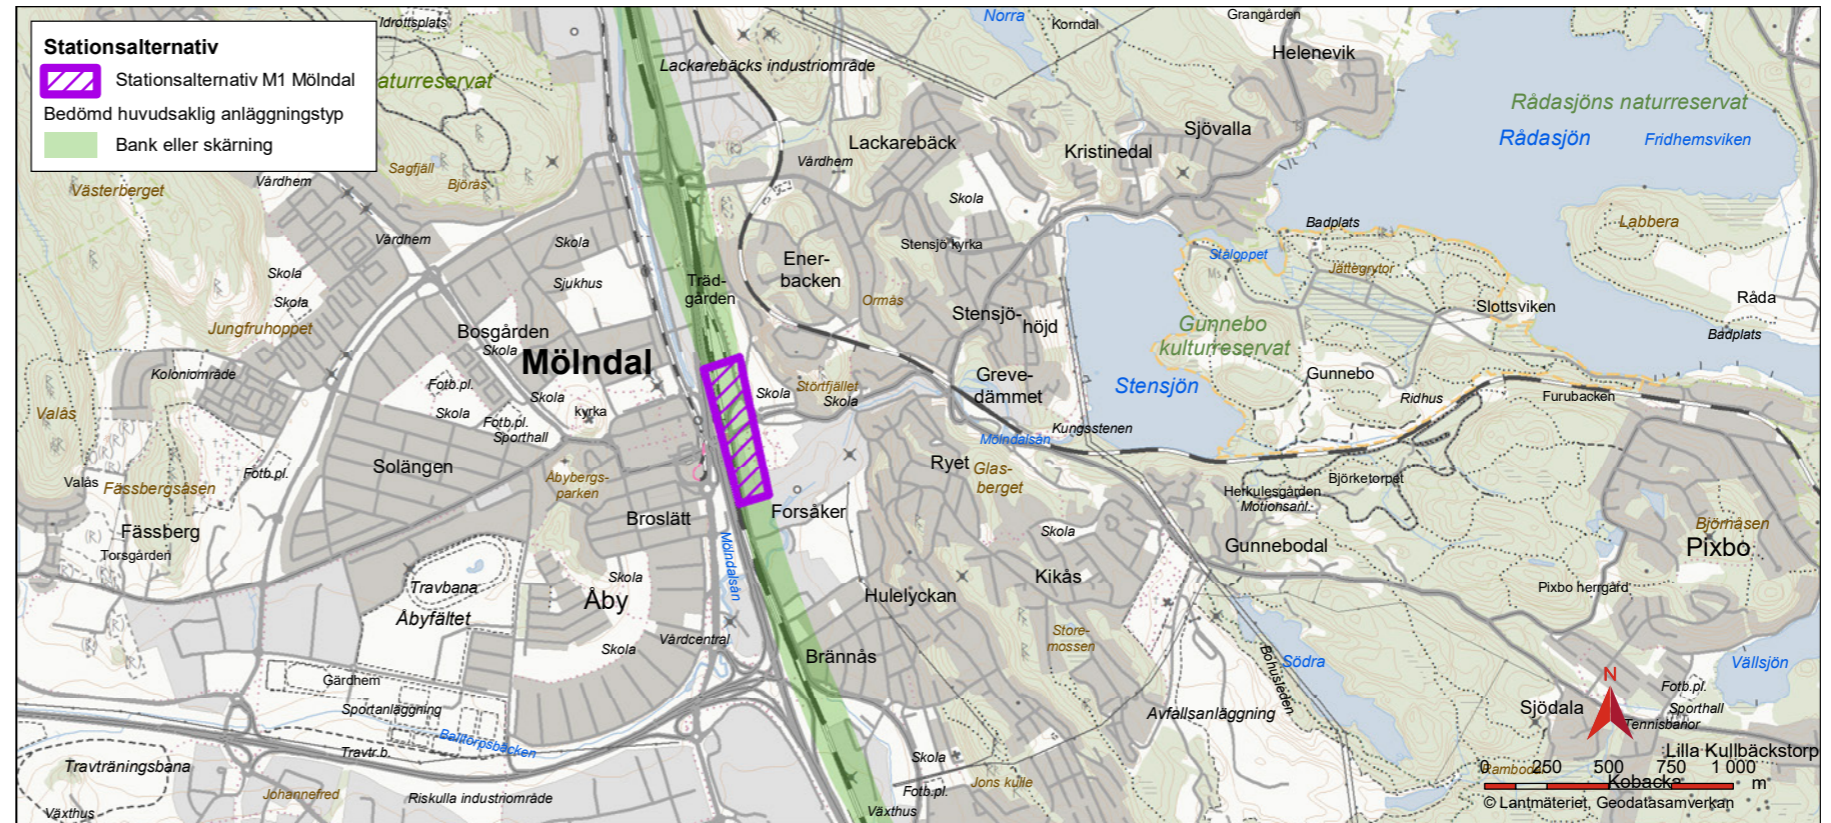 Stationsalternativ
Stationsalternativ M1 Mölndal
Bedömd huvudsaklig anläggningstyp
Bank eller skärning
Idrottsplats
aturreservat
Sagfjäll
Björås
Västerberget
Vårdhem
Vårdhem
Skola
Skola
Jungfruhoppet
Koloniområde
Valås
Valås
Fässbergsåsen
Fässberg
Torsgården
Fotb.pl.
Solängen
Bosgården
Skola
Mölndal
Skola
Sjukhus
Fotb.pl.
Skola
Skola
Fotb.pl.
Sporthall
kyrka
Åbybergs-
parken
Broslätt
Travbana
Åbyfältet
Skola
Åby
Skola
Vårdcentral
Gärdhem
Sportanläggning
Travtr.b.
Balltorpsbäcken
Travträningsbana
Växthus
Johannefred
Riskulla industriområde
Lackarebäcks industriområde
Norra
Korndal
Grangården
Helenevik
Lackarebäck
Vårdhem
Sjövalla
Kristinedal
Skola
Stensjö kyrka
Ener-
backen
Träd-
gården
Ormås
Stensjö-
höjd
Störtfjället
Skola
Skola
Greve-
dämmet
Mölndalsån
Kungsstenen
Ryet
Glas-
berget
Forsåker
Mölndalsån
Skola
Kikås
Hulelyckan
Store-
mossen
Brännås
Skola
Fotb.pl.
Växthus
Jons kulle
Avfallsanläggning
Bohusleden
Södra
Rådasjöns naturreservat
Rådasjön
Fridhemsviken
Labbera
Badplats
Ståloppet
Jättegrytor
Slottsviken
Råda
Badplats
Gunnebo
kulturreservat
Stensjön
Gunnebo
Ridhus
Furubacken
Björketorpet
Herkulesgården
Motionsanl.
Gunnebodal
Björnåsen
Pixbo
Pixbo herrgård
Vällsjön
Fotb.pl.
Sporthall
Tennisbanor
Sjödala
N
Lilla Kullbäckstorp
Kobacka
0 250 500 750 1 000
m
© Lantmäteriet, Geodatasamverkan